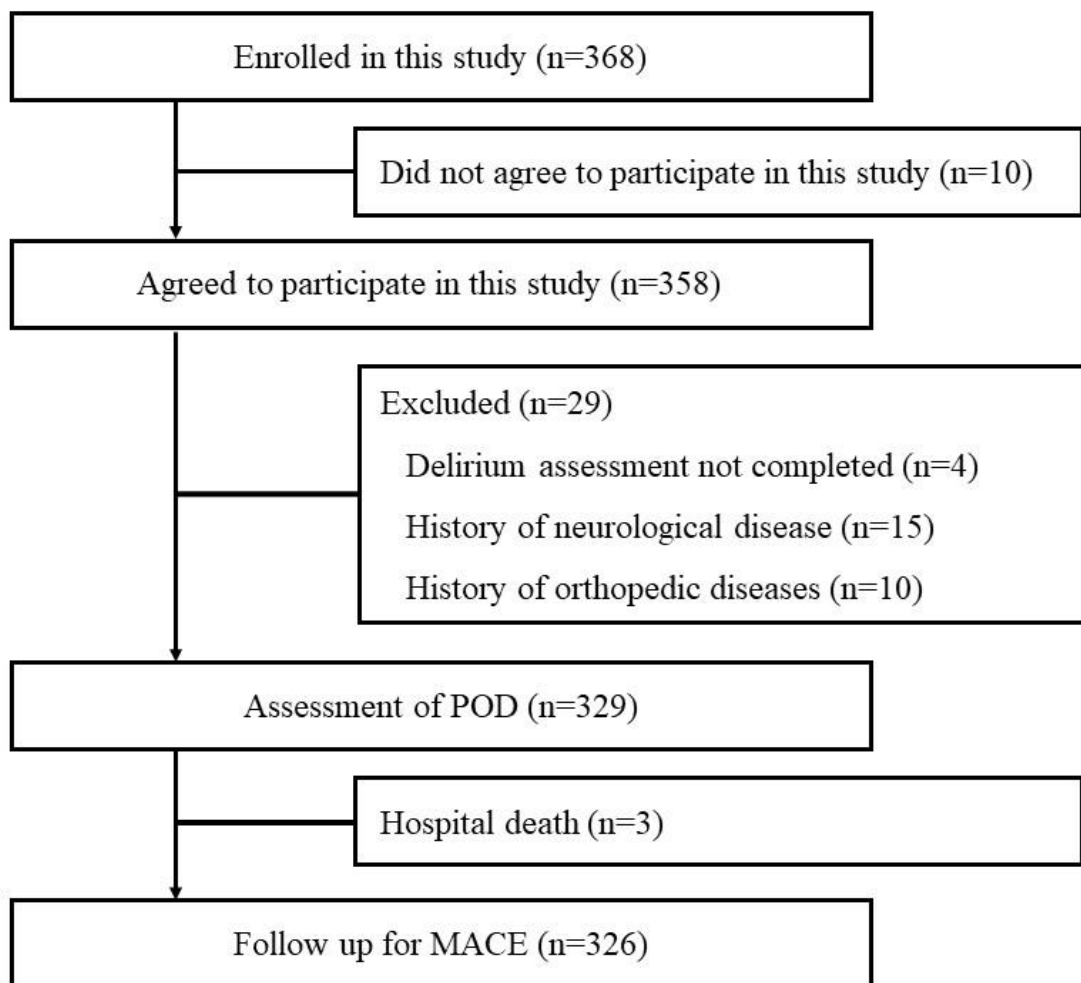 Enrolled in this study (n=368)
Did not agree to participate in this study (n=10)
Agreed to participate in this study (n=358)
Excluded (n=29)
Delirium assessment not completed (n=4)
History of neurological disease (n=15)
History of orthopedic diseases (n=10)
Assessment of POD (n=329)
Hospital death (n=3)
Follow up for MACE (n=326)